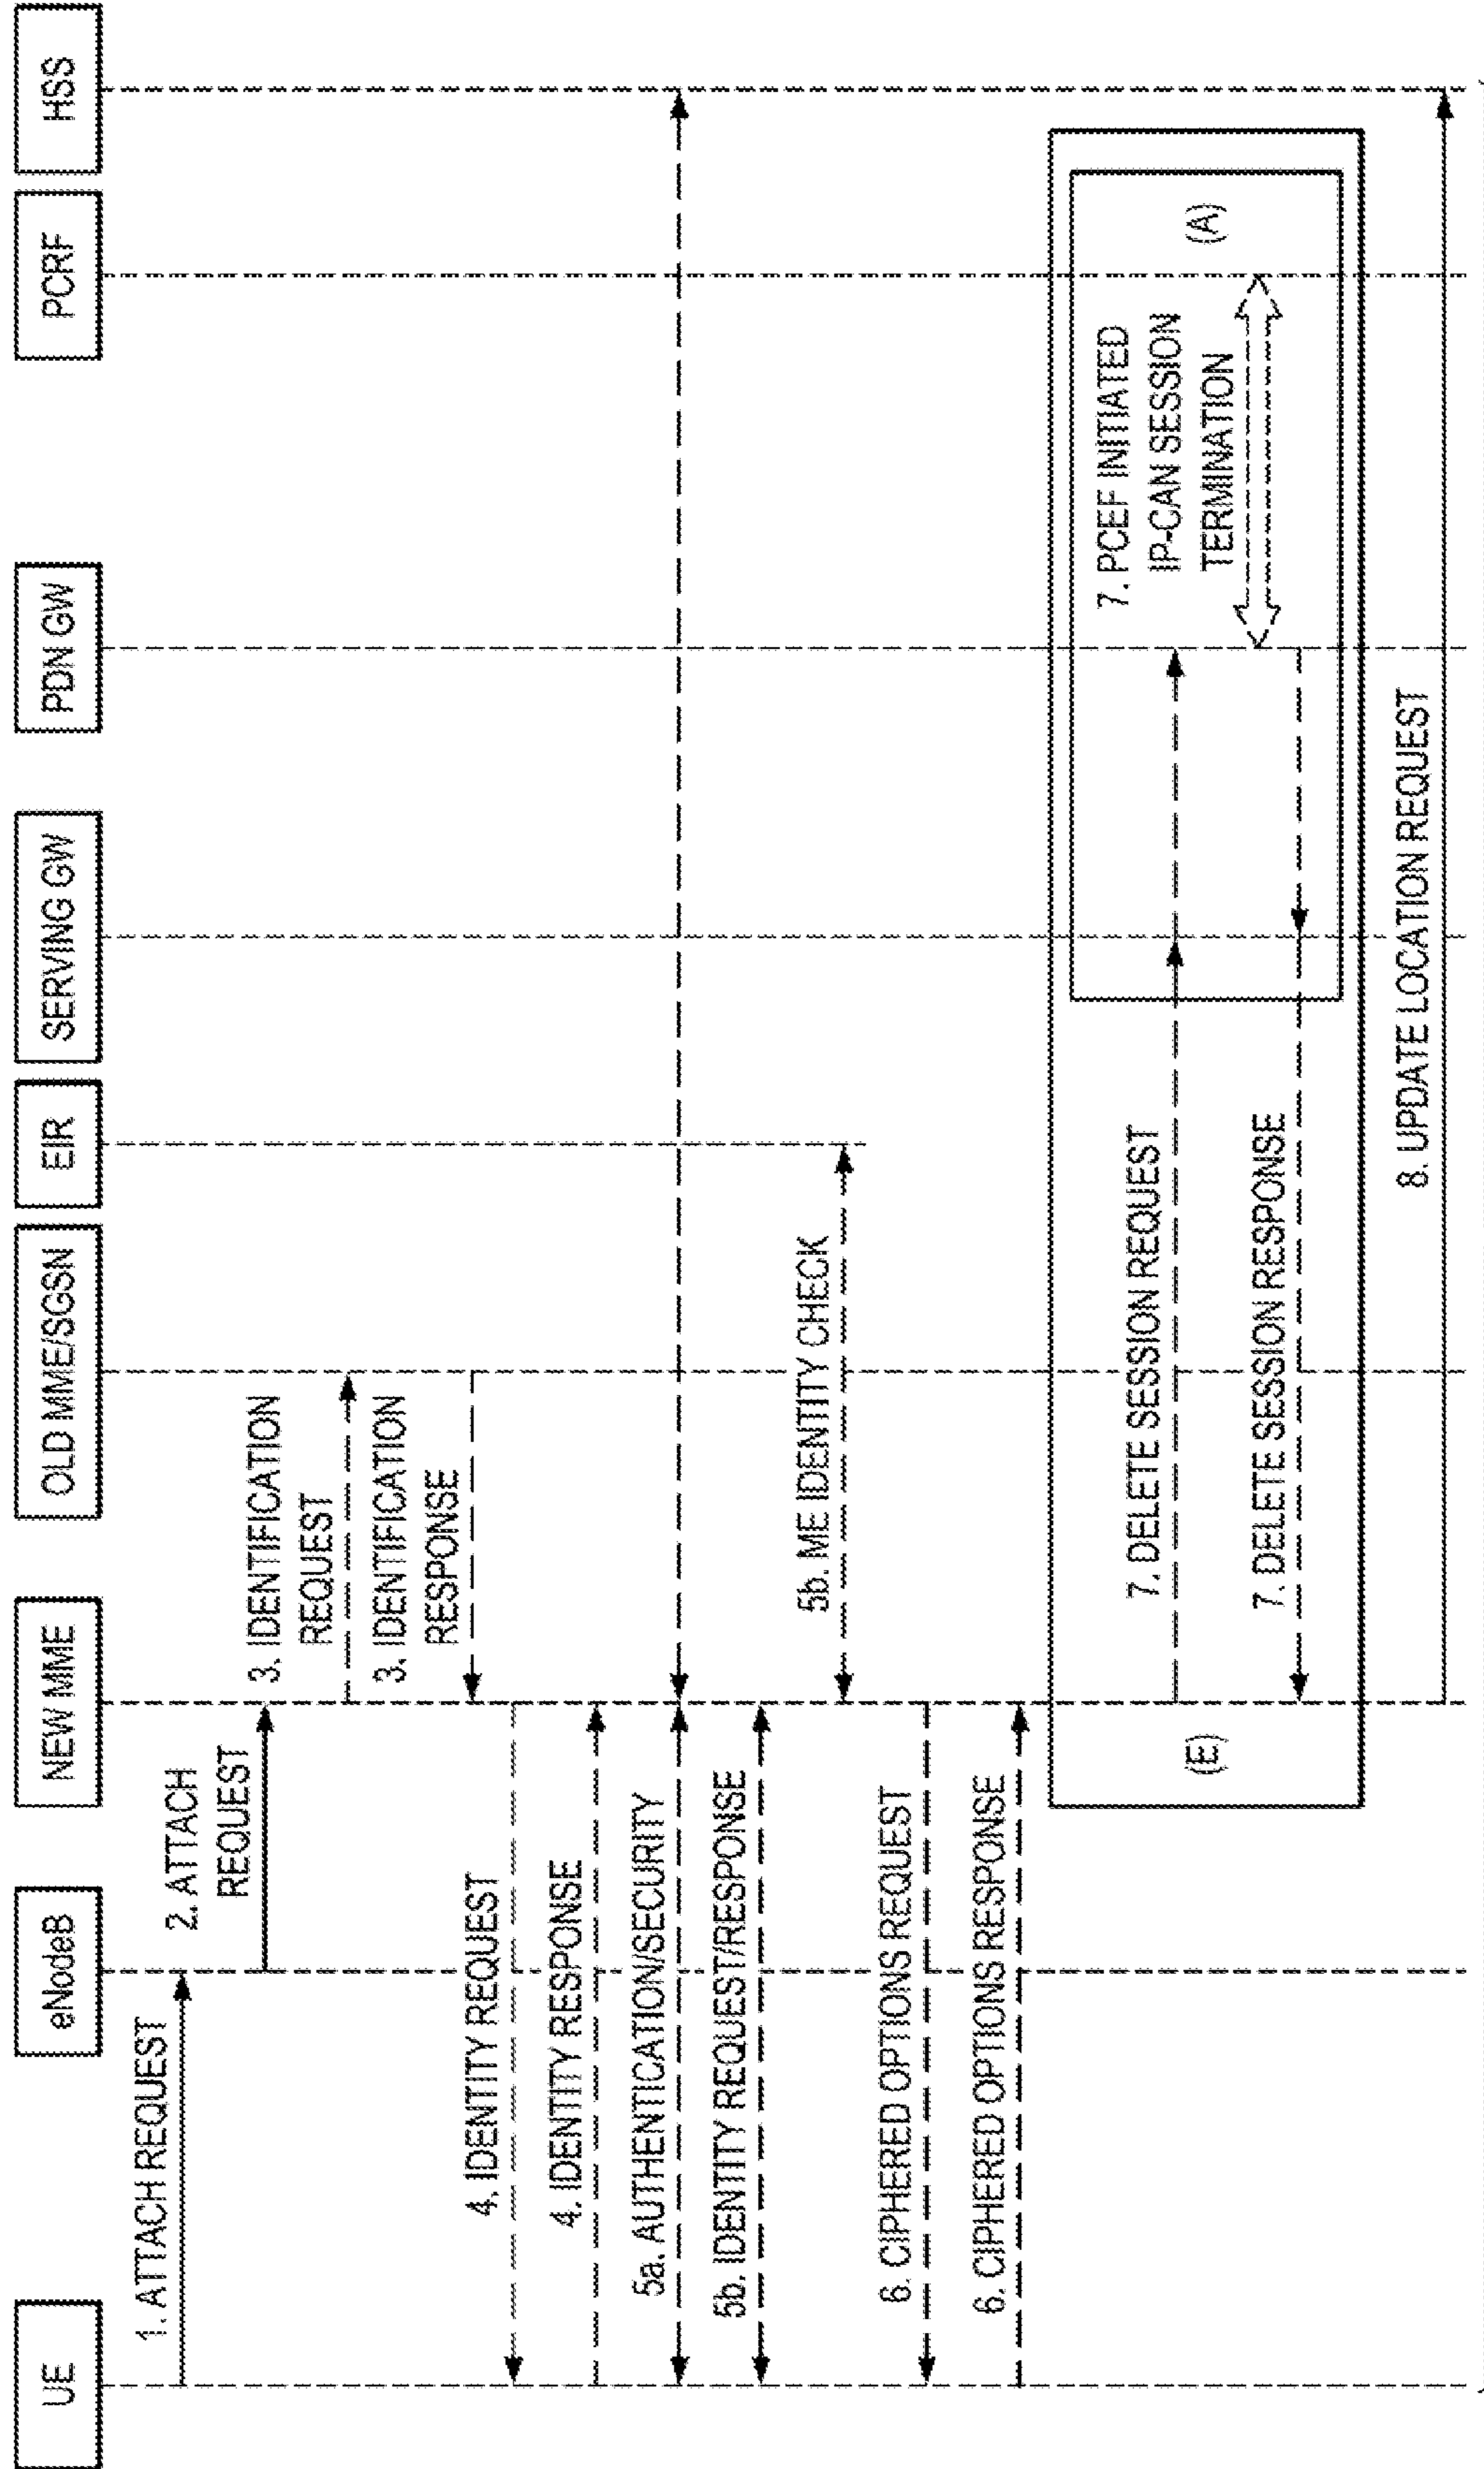 UE
eNodeB
NEW MME
OLD MME/SGSN
EIR
SERVING GW
PDN GW
PCRF
HSS
1. ATTACH REQUEST
2. ATTACH
REQUEST
3. IDENTIFICATION
REQUEST
3. IDENTIFICATION
RESPONSE
4. IDENTITY REQUEST
4. IDENTITY RESPONSE
5a. AUTHENTICATION/SECURITY
5b. IDENTITY REQUEST/RESPONSE
5b. ME IDENTITY CHECK
6. CIPHERED OPTIONS REQUEST
6. CIPHERED OPTIONS RESPONSE
7. PCEF INITIATED
IP-CAN SESSION
TERMINATION
7. DELETE SESSION REQUEST
(E)
(A)
7. DELETE SESSION RESPONSE
8. UPDATE LOCATION REQUEST